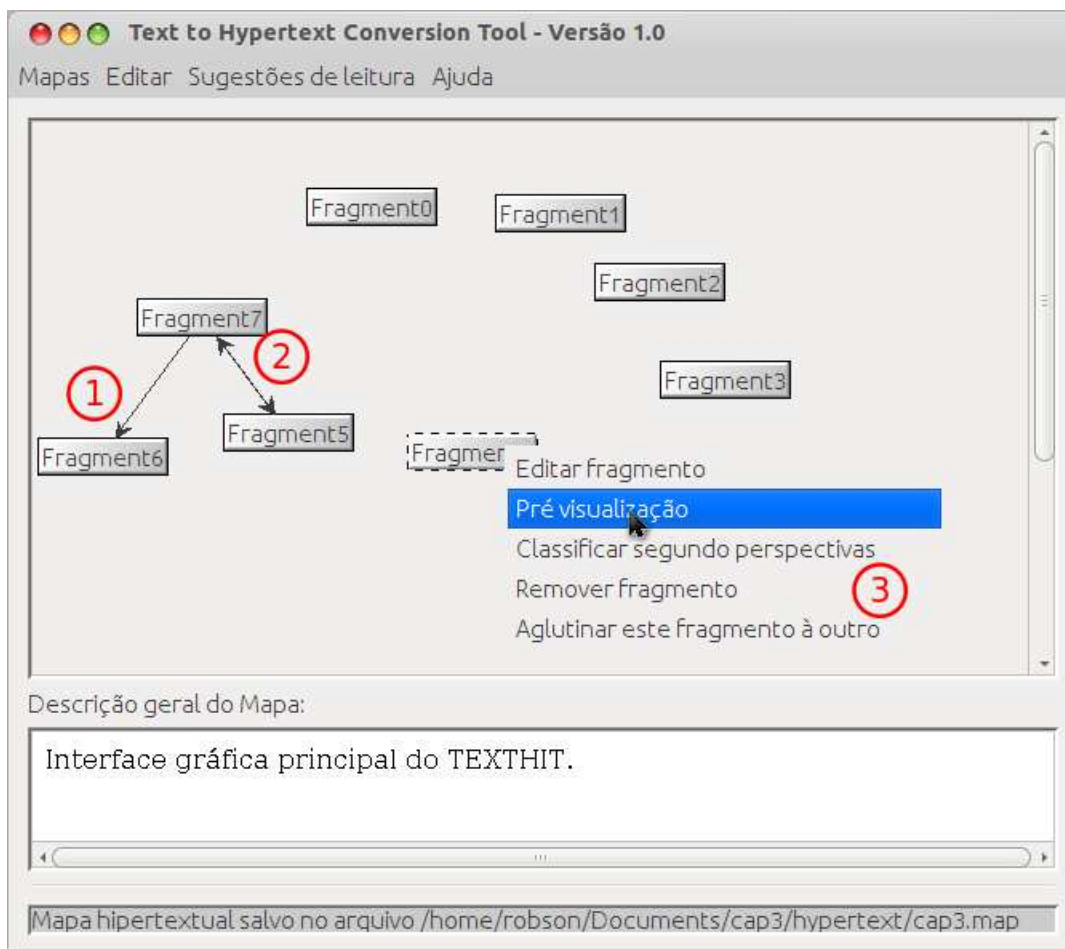 Text to Hypertext Conversion Tool - Versão 1.0
Mapas Editar Sugestões de leitura Ajuda
Fragment0
Fragment1
Fragment2
Fragment7
2
Fragment3
1
Fragment5
Fragment6
Editar fragmento
Pré visualização
Classificar segundo perspectivas
Remover fragmento
3
Aglutinar este fragmento à outro
Descrição geral do Mapa:
Interface gráfica principal do TEXTHIT.
Mapa hipertextual salvo no arquivo /home/robson/Documents/cap3/hypertext/cap3.map